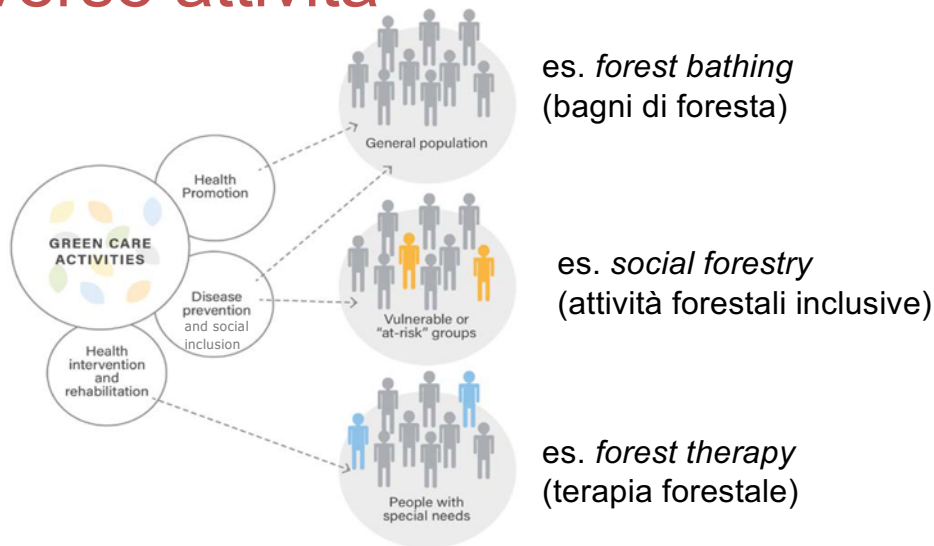 verso attività
es. forest bathing
(bagni di foresta)
General population
Health
Promotion
GREEN CARE
ACTIVITIES
es. social forestry
(attività forestali inclusive)
Disease
prevention
and social
inclusion
Vulnerable or
"at-risk" groups
Health
intervention
and
rehabilitation
es. forest therapy
(terapia forestale)
People with
special needs